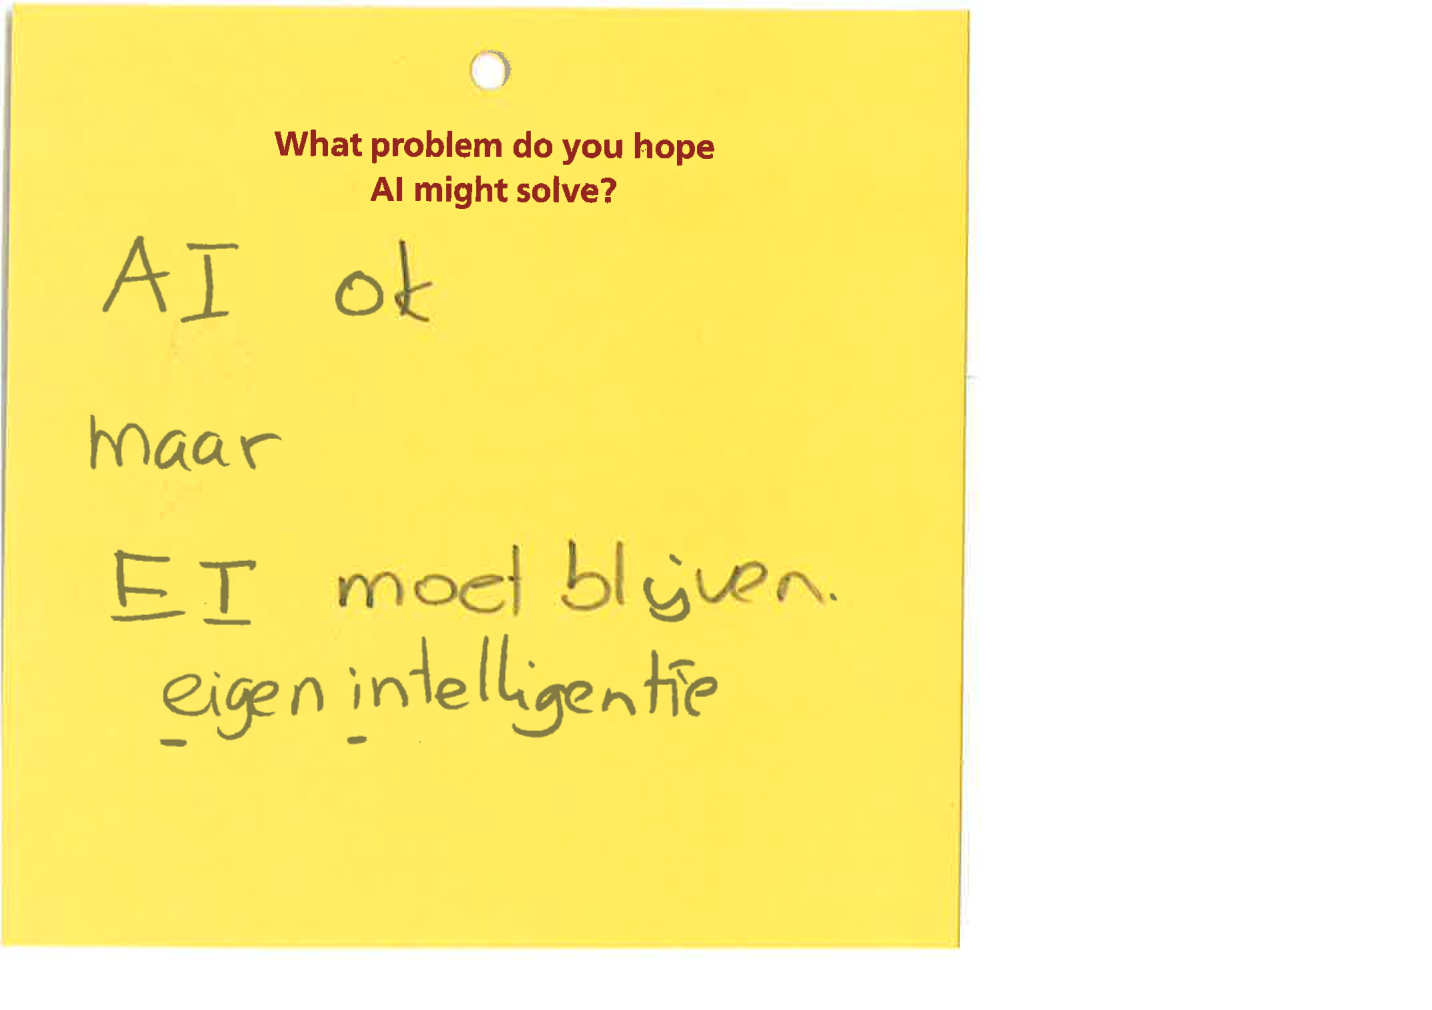 What problem do you hope
AI might solve?
AI ok
maar
EI moet blijven.
eigen intelligentie